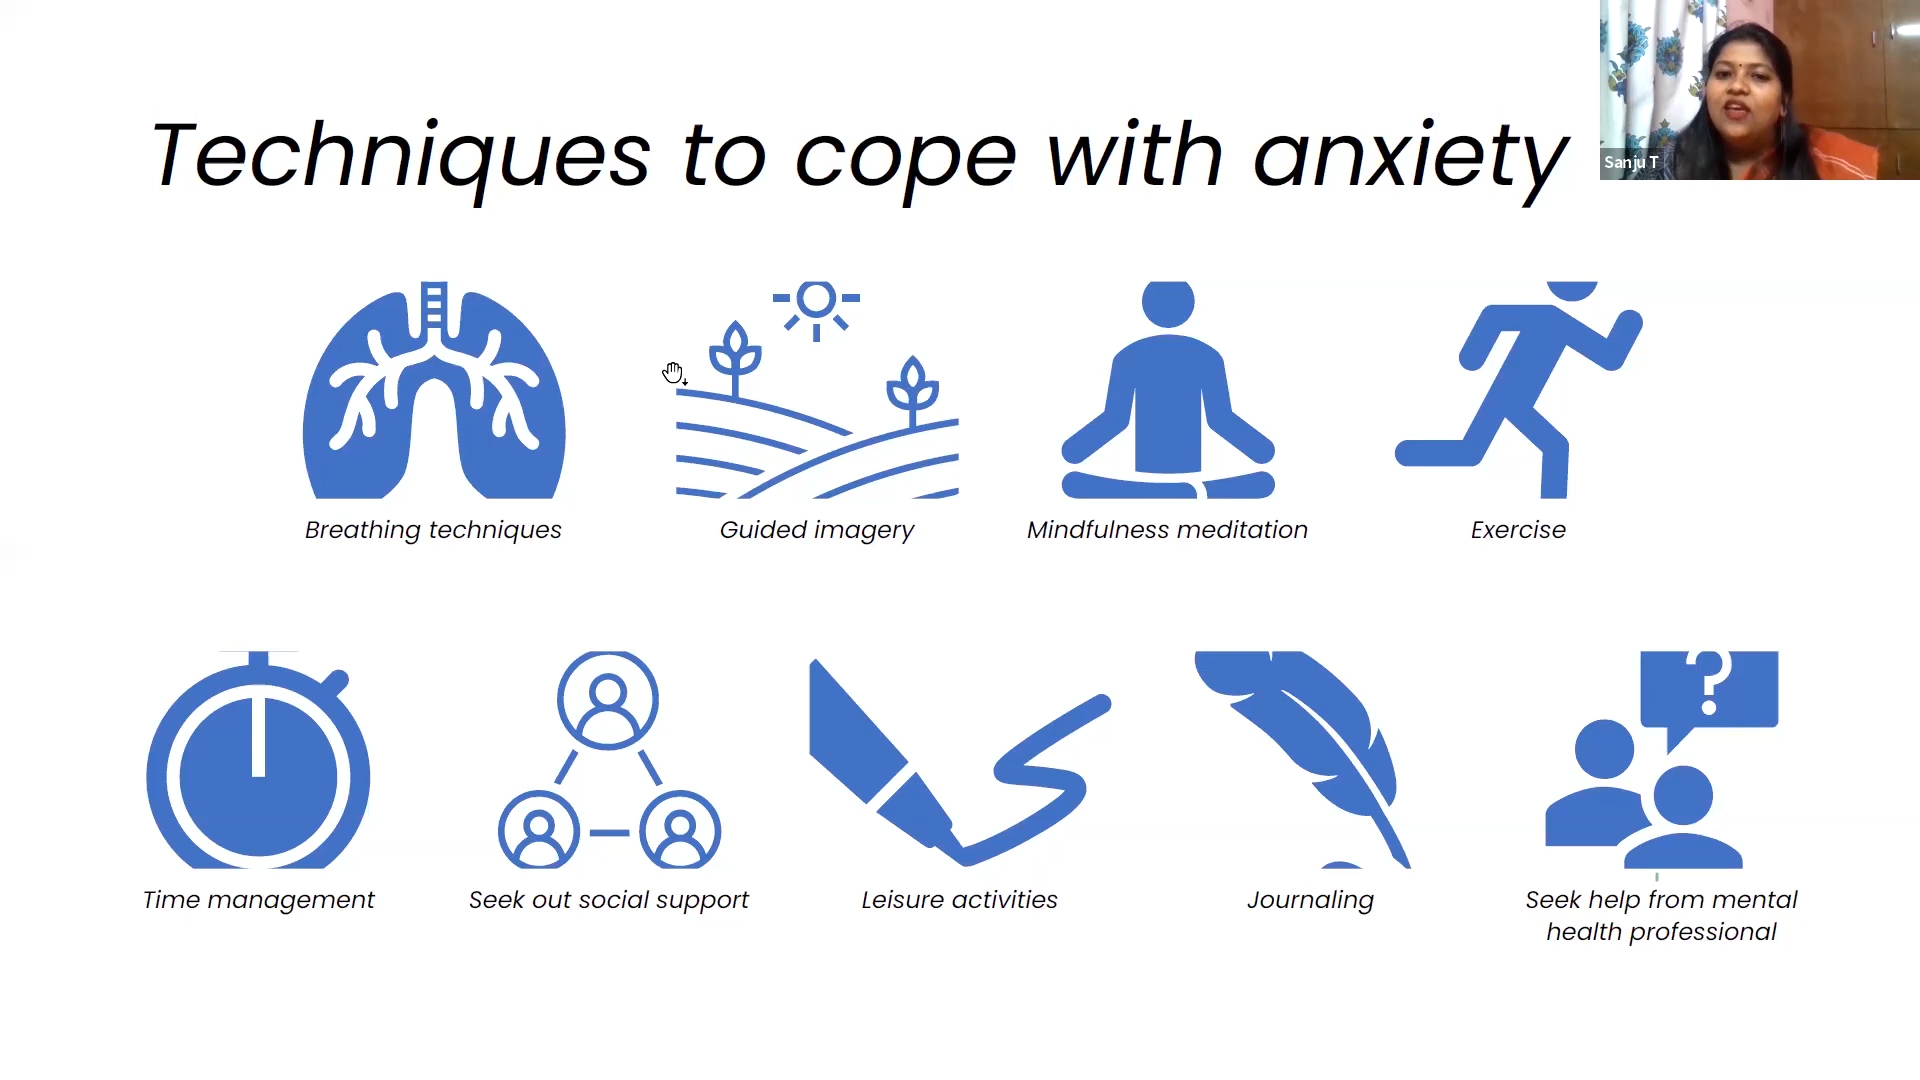 Techniques to cope with anxiety
Sanju T
Breathing techniques
Guided imagery
Mindfulness meditation
Exercise
?
Time management
Seek out social support
Leisure activities
Journaling
Seek help from mental
health professional